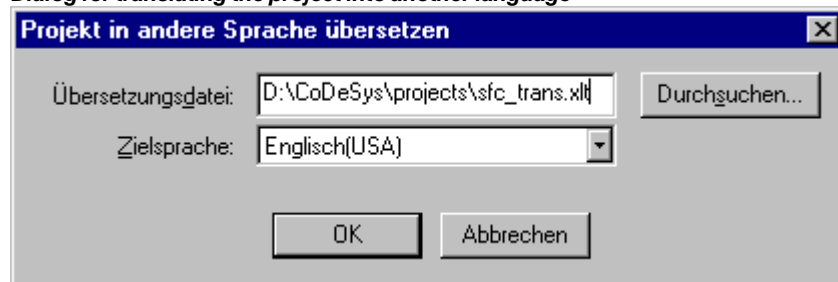 Dialog for translating the project into another language
Projekt in andere Sprache übersetzen
Übersetzungsdatei: D:\CoDeSys\projects\sfc_trans.xlt Durchsuchen...
Zielsprache: Englisch(USA)
OK Abbrechen